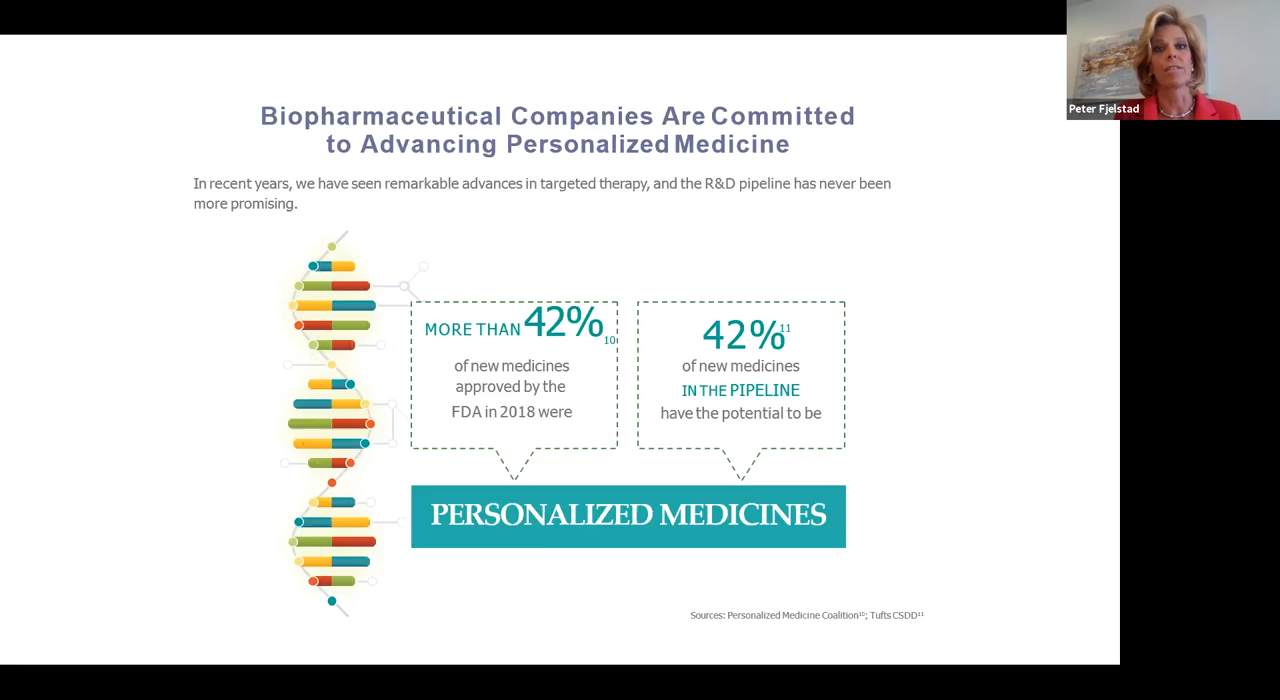 Biopharmaceutical Companies Are Committed
to Advancing Personalized Medicine
In recent years, we have seen remarkable advances in targeted therapy, and the R&D pipeline has never been
more promising.
MORE THAN 42% 10
of new medicines
approved by the
FDA in 2018 were
42% 11
of new medicines
IN THE PIPELINE
have the potential to be
PERSONALIZED MEDICINES
Sources: Personalized Medicine Coalition¹⁰; Tufts CSDD¹¹
Peter Fjelstad